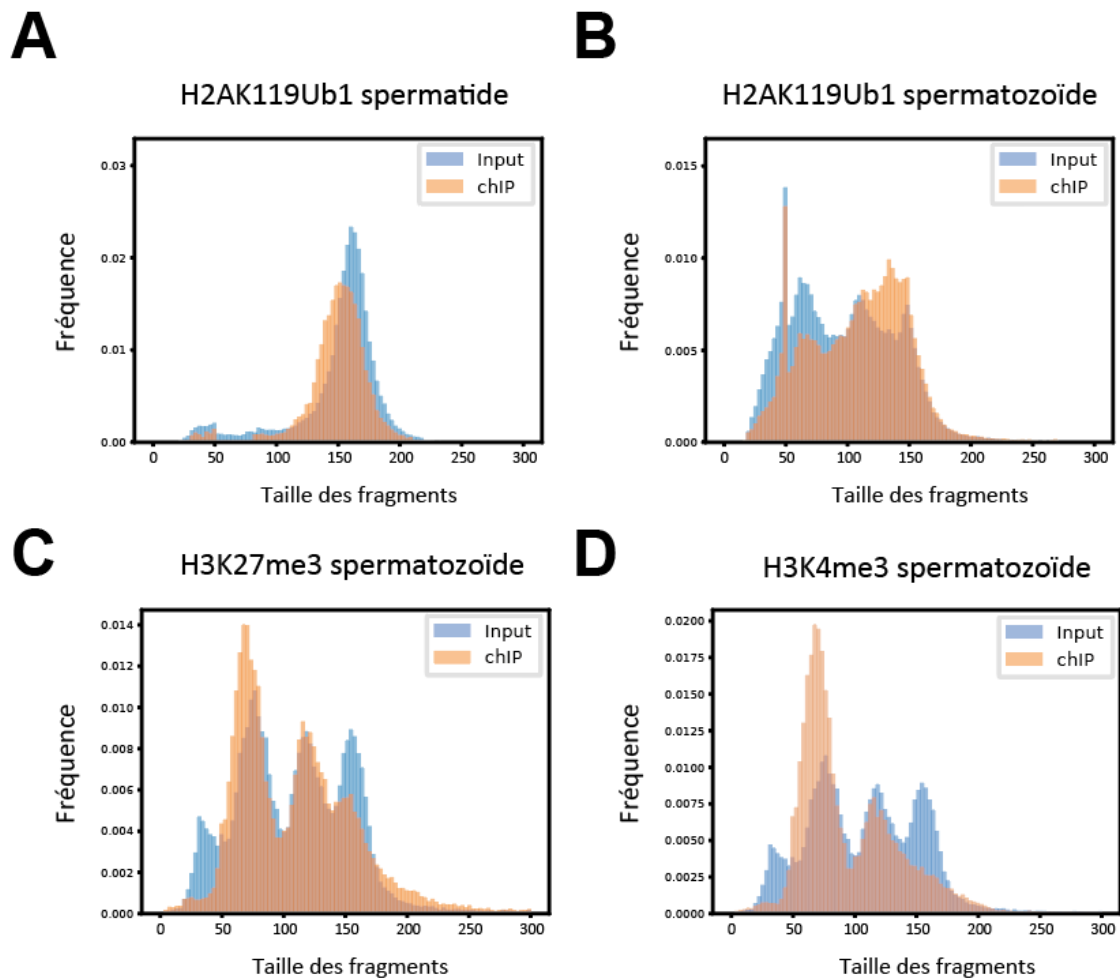 A
H2AK119Ub1 spermatide
Input
chIP
0.03
0.02
0.01
0.00
Fréquence
0 50 100 150 200 250 300
Taille des fragments
B
H2AK119Ub1 spermatozoïde
Input
chIP
0.015
0.010
0.005
0.000
Fréquence
0 50 100 150 200 250 300
Taille des fragments
C
H3K27me3 spermatozoïde
Input
chIP
0.014
0.012
0.010
0.008
0.006
0.004
0.002
0.000
Fréquence
0 50 100 150 200 250 300
Taille des fragments
D
H3K4me3 spermatozoïde
Input
chIP
0.0200
0.0175
0.0150
0.0125
0.0100
0.0075
0.0050
0.0025
0.0000
Fréquence
0 50 100 150 200 250 300
Taille des fragments